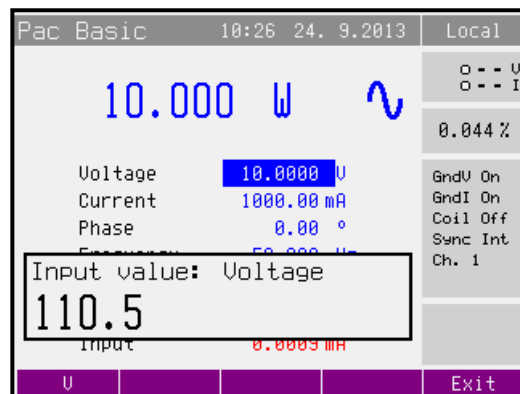 Pac Basic 10:26 24. 9.2013 Local
o-- V
o-- I
10.000 W
0.044 %
Voltage 10.0000 V
Current 1000.00 mA
Phase 0.00 °
GndV On
GndI On
Coil Off
Sync Int
Ch. 1
Input value: Voltage
110.5
Input 0.0009 mA
V Exit